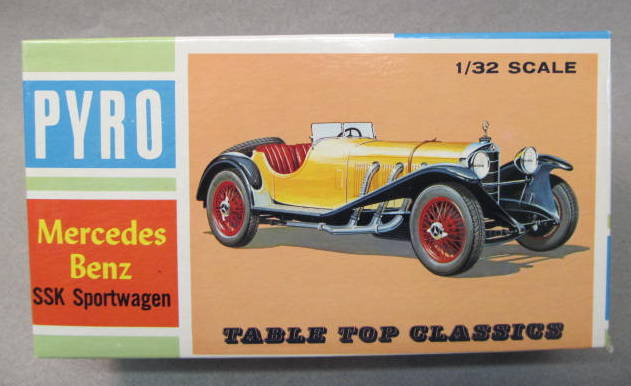 PYRO
Mercedes
Benz
SSK Sportwagen
1/32 SCALE
TABLE TOP CLASSICS